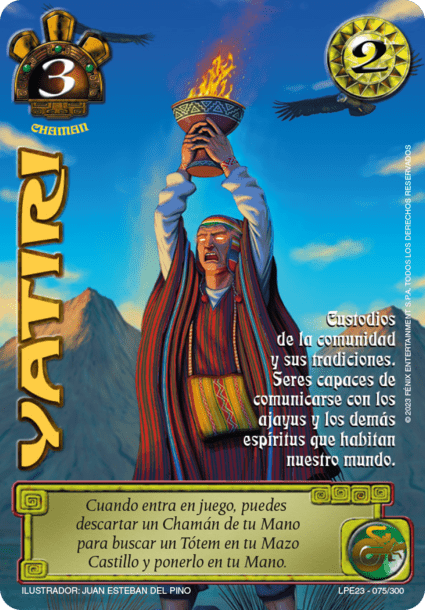 3
2
CHAMAN
YATIRI
Custodios
de la comunidad
y sus tradiciones.
Seres capaces de
comunicarse con los
ajayus y los demás
espíritus que habitan
nuestro mundo.
© 2023 FÉNIX ENTERTAINMENT S.P.A. TODOS LOS DERECHOS RESERVADOS
Cuando entra en juego, puedes
descartar un Chamán de tu Mano
para buscar un Tótem en tu Mazo
Castillo y ponerlo en tu Mano.
ILUSTRADOR: JUAN ESTEBAN DEL PINO
LPE23 - 075/300